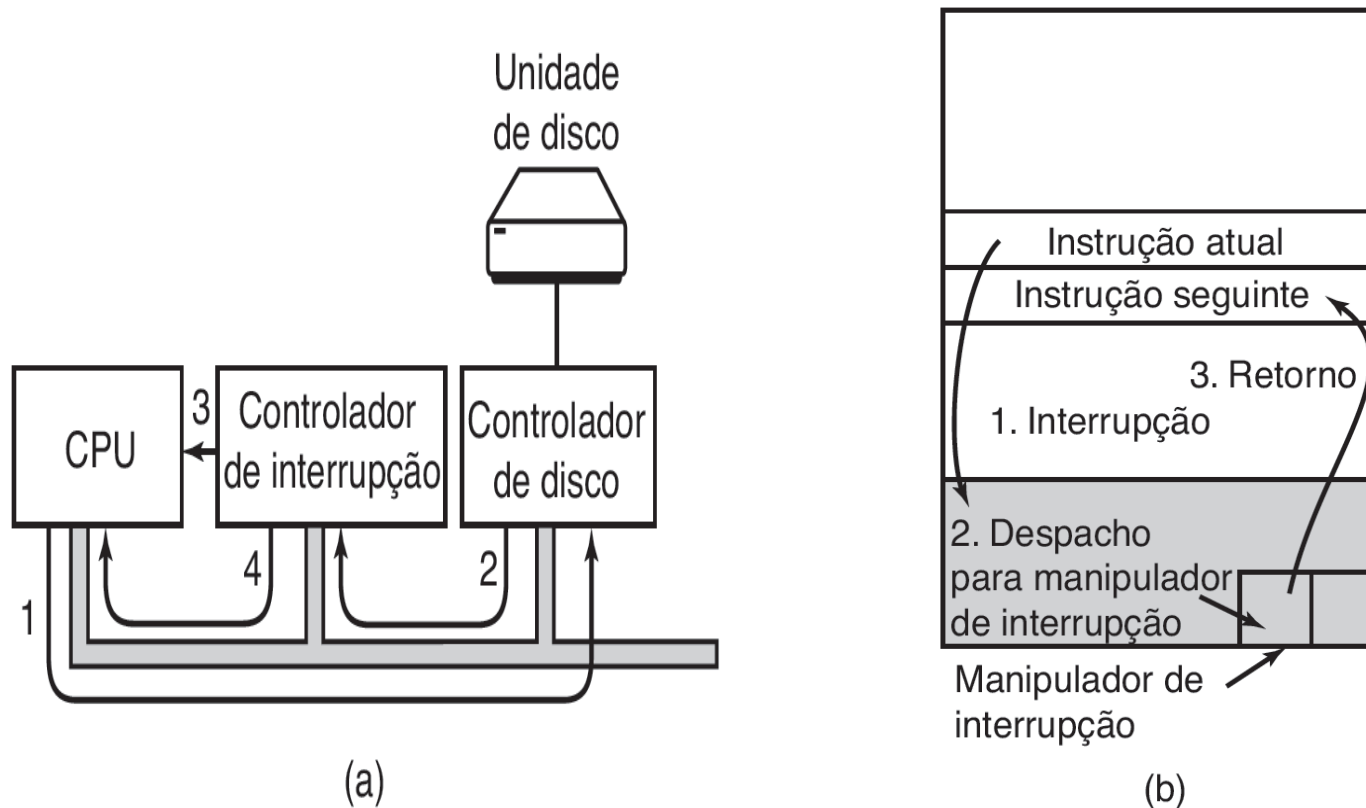 Unidade
de disco
CPU
3
Controlador
de interrupção
Controlador
de disco
1
4
2
(a)
Instrução atual
Instrução seguinte
3. Retorno
1. Interrupção
2. Despacho
para manipulador
de interrupção
Manipulador de
interrupção
(b)